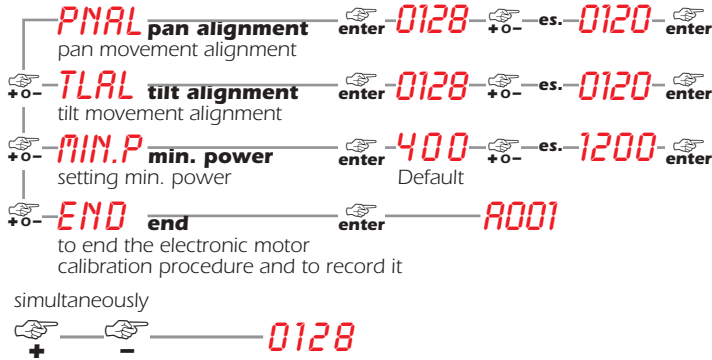 PNAL pan alignment enter 0128 + o - es. 0120 enter
pan movement alignment
+ o - TLAL tilt alignment enter 0128 + o - es. 0120 enter
tilt movement alignment
+ o - MIN.P min. power enter 400 + o - es. 1200 enter
setting min. power Default
+ o - END end enter A001
to end the electronic motor
calibration procedure and to record it
simultaneously
+ - 0128